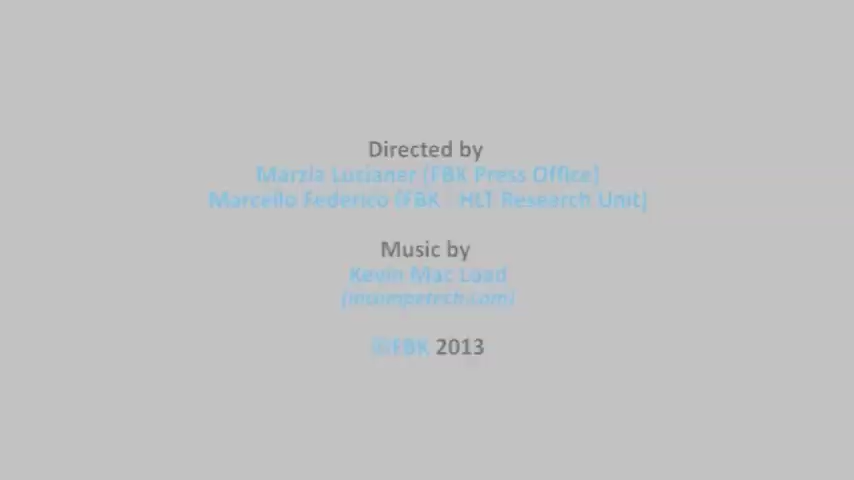 Directed by
Marzia Lucianer (FBK Press Office)
Marcello Federico (FBK - HLT Research Unit)
Music by
Kevin Mac Load
(incompetech.com)
©FBK 2013